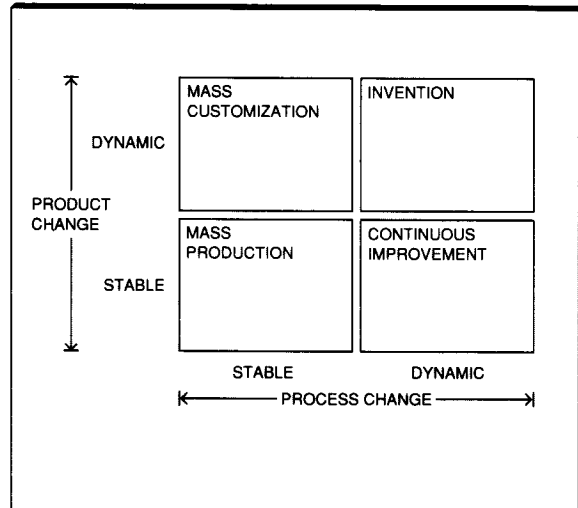 MASS
CUSTOMIZATION
INVENTION
DYNAMIC
PRODUCT
CHANGE
MASS
PRODUCTION
CONTINUOUS
IMPROVEMENT
STABLE
STABLE
DYNAMIC
PROCESS CHANGE